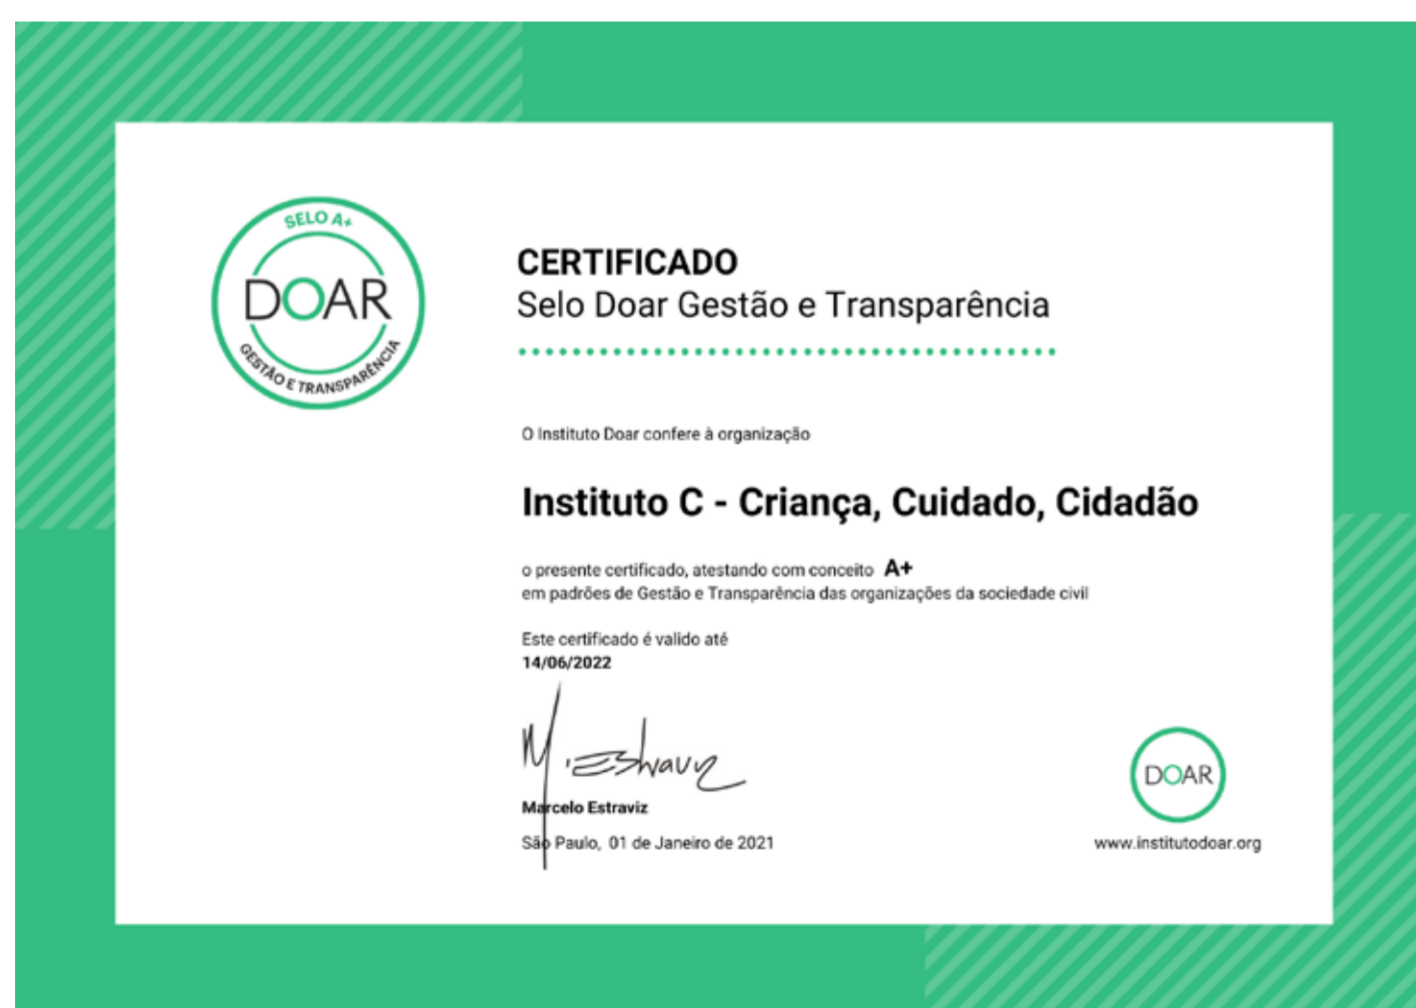 SELO A+
DOAR
GESTÃO E TRANSPARÊNCIA
CERTIFICADO
Selo Doar Gestão e Transparência
O Instituto Doar confere à organização
Instituto C - Criança, Cuidado, Cidadão
o presente certificado, atestando com conceito A+
em padrões de Gestão e Transparência das organizações da sociedade civil
Este certificado é valido até
14/06/2022
M. Estraviz
Marcelo Estraviz
São Paulo, 01 de Janeiro de 2021
DOAR
www.institutodoar.org